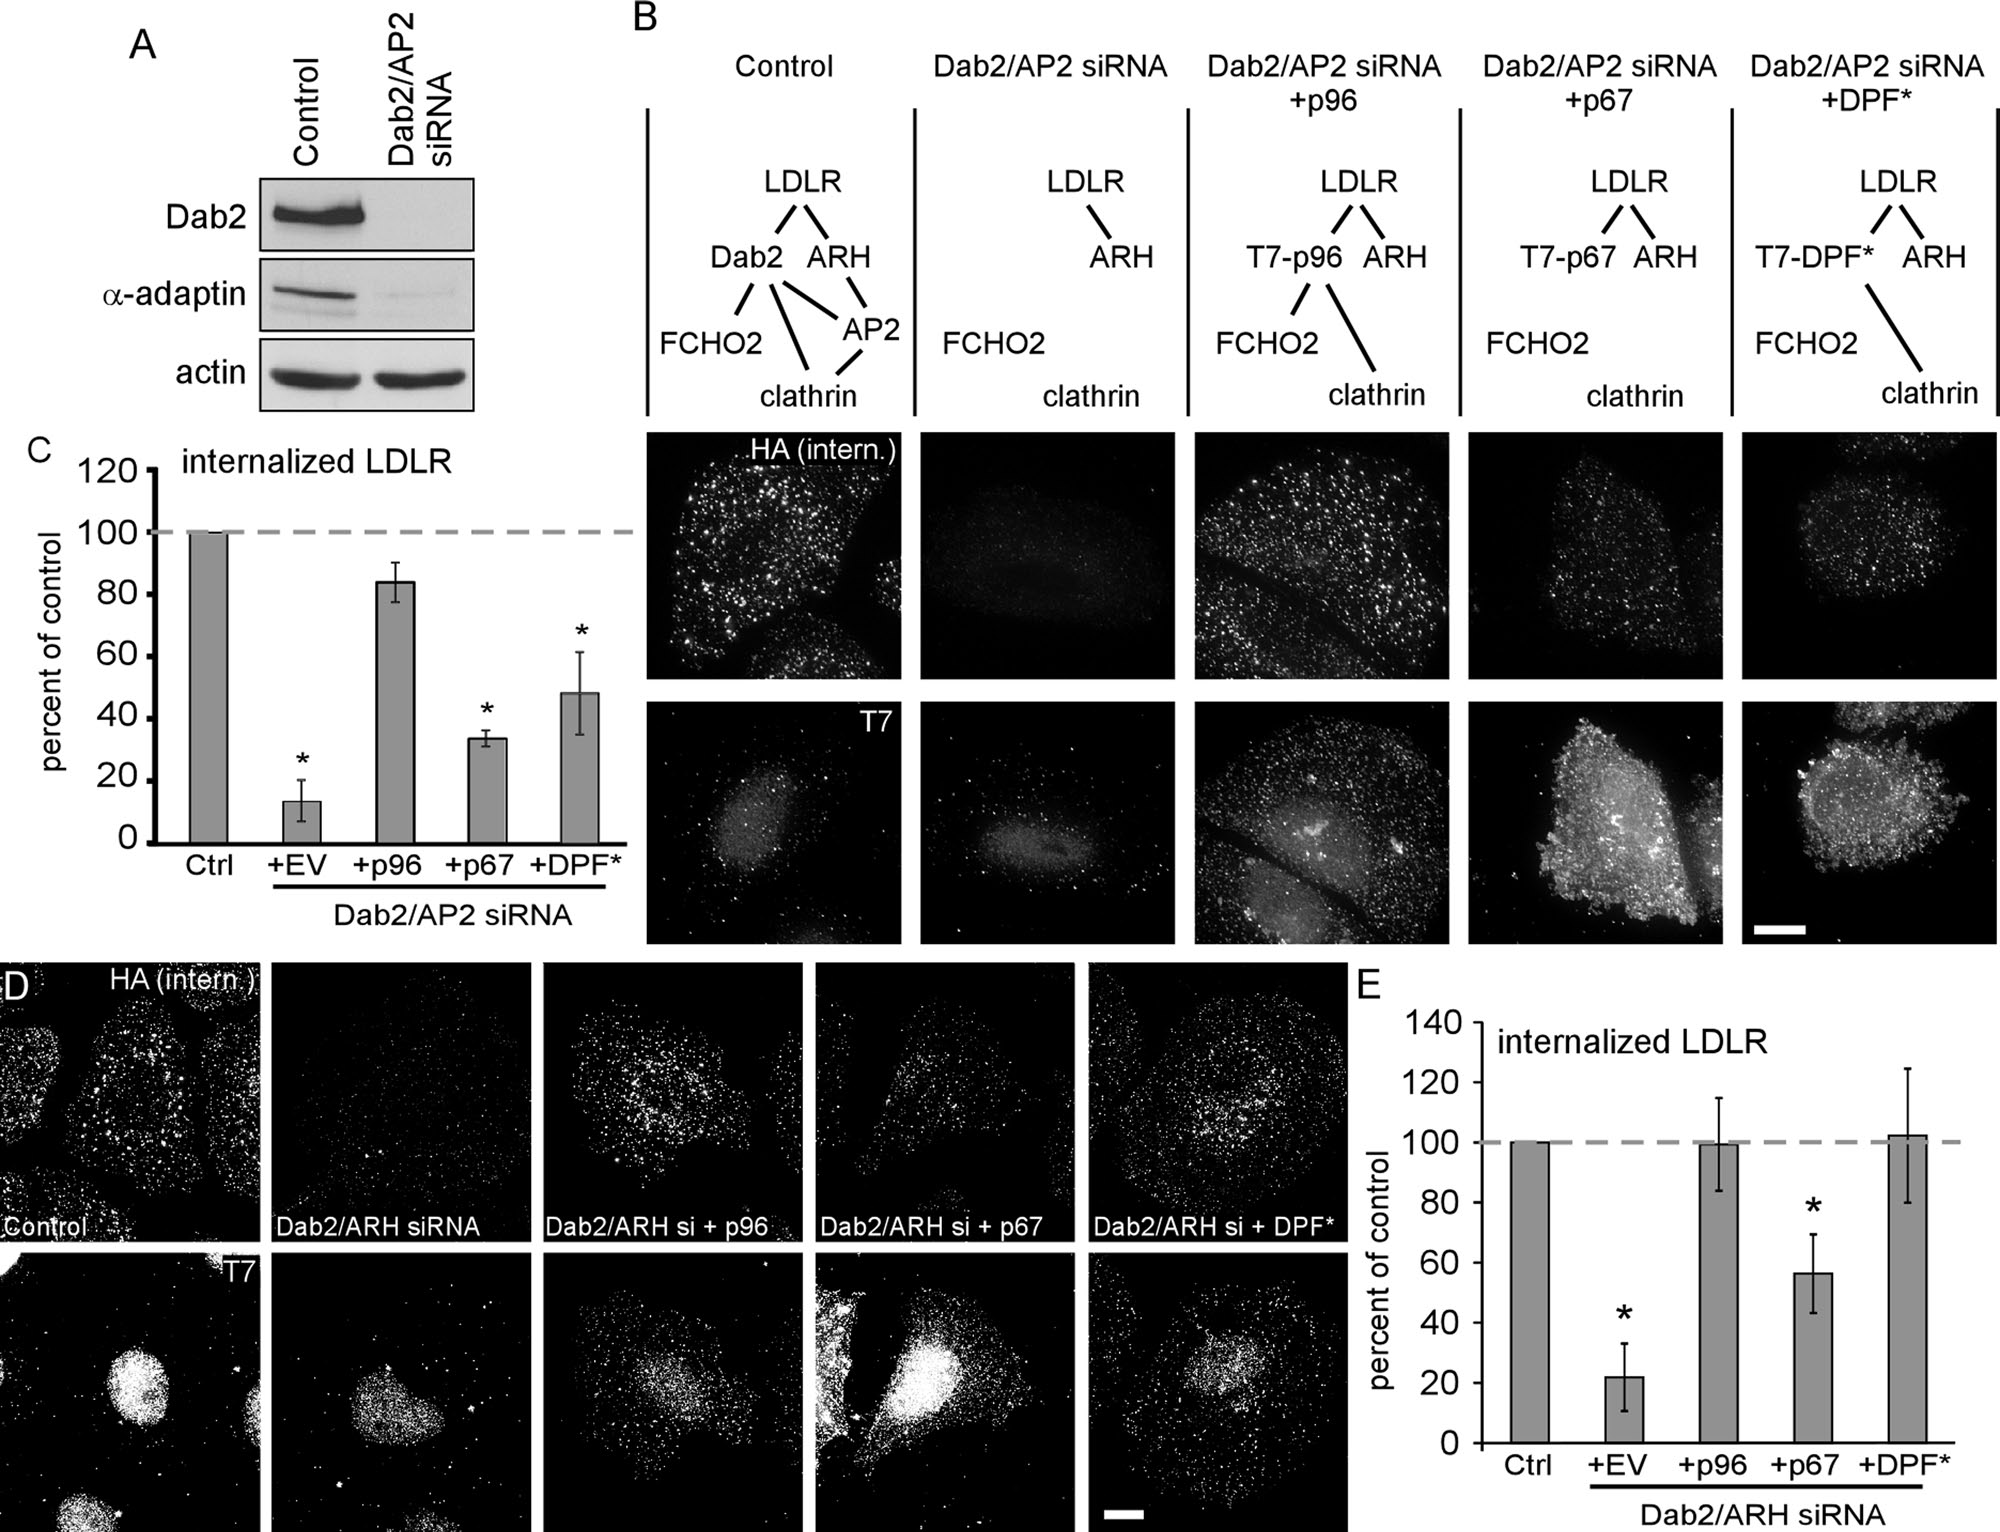 A
Control
Dab2/AP2
siRNA
Dab2
α-adaptin
actin
B
Control
Dab2/AP2 siRNA
Dab2/AP2 siRNA
+p96
Dab2/AP2 siRNA
+p67
Dab2/AP2 siRNA
+DPF*
LDLR
Dab2 ARH
AP2
FCHO2
clathrin
LDLR
ARH
FCHO2
clathrin
LDLR
T7-p96 ARH
FCHO2
clathrin
LDLR
T7-p67 ARH
FCHO2
clathrin
LDLR
T7-DPF* ARH
FCHO2
clathrin
HA (intern.)
T7
C
internalized LDLR
percent of control
120
100
80
60
40
20
0
* * *
Ctrl +EV +p96 +p67 +DPF*
Dab2/AP2 siRNA
D
HA (intern.)
Control
Dab2/ARH siRNA
Dab2/ARH si + p96
Dab2/ARH si + p67
Dab2/ARH si + DPF*
T7
E
internalized LDLR
percent of control
140
120
100
80
60
40
20
0
* *
Ctrl +EV +p96 +p67 +DPF*
Dab2/ARH siRNA